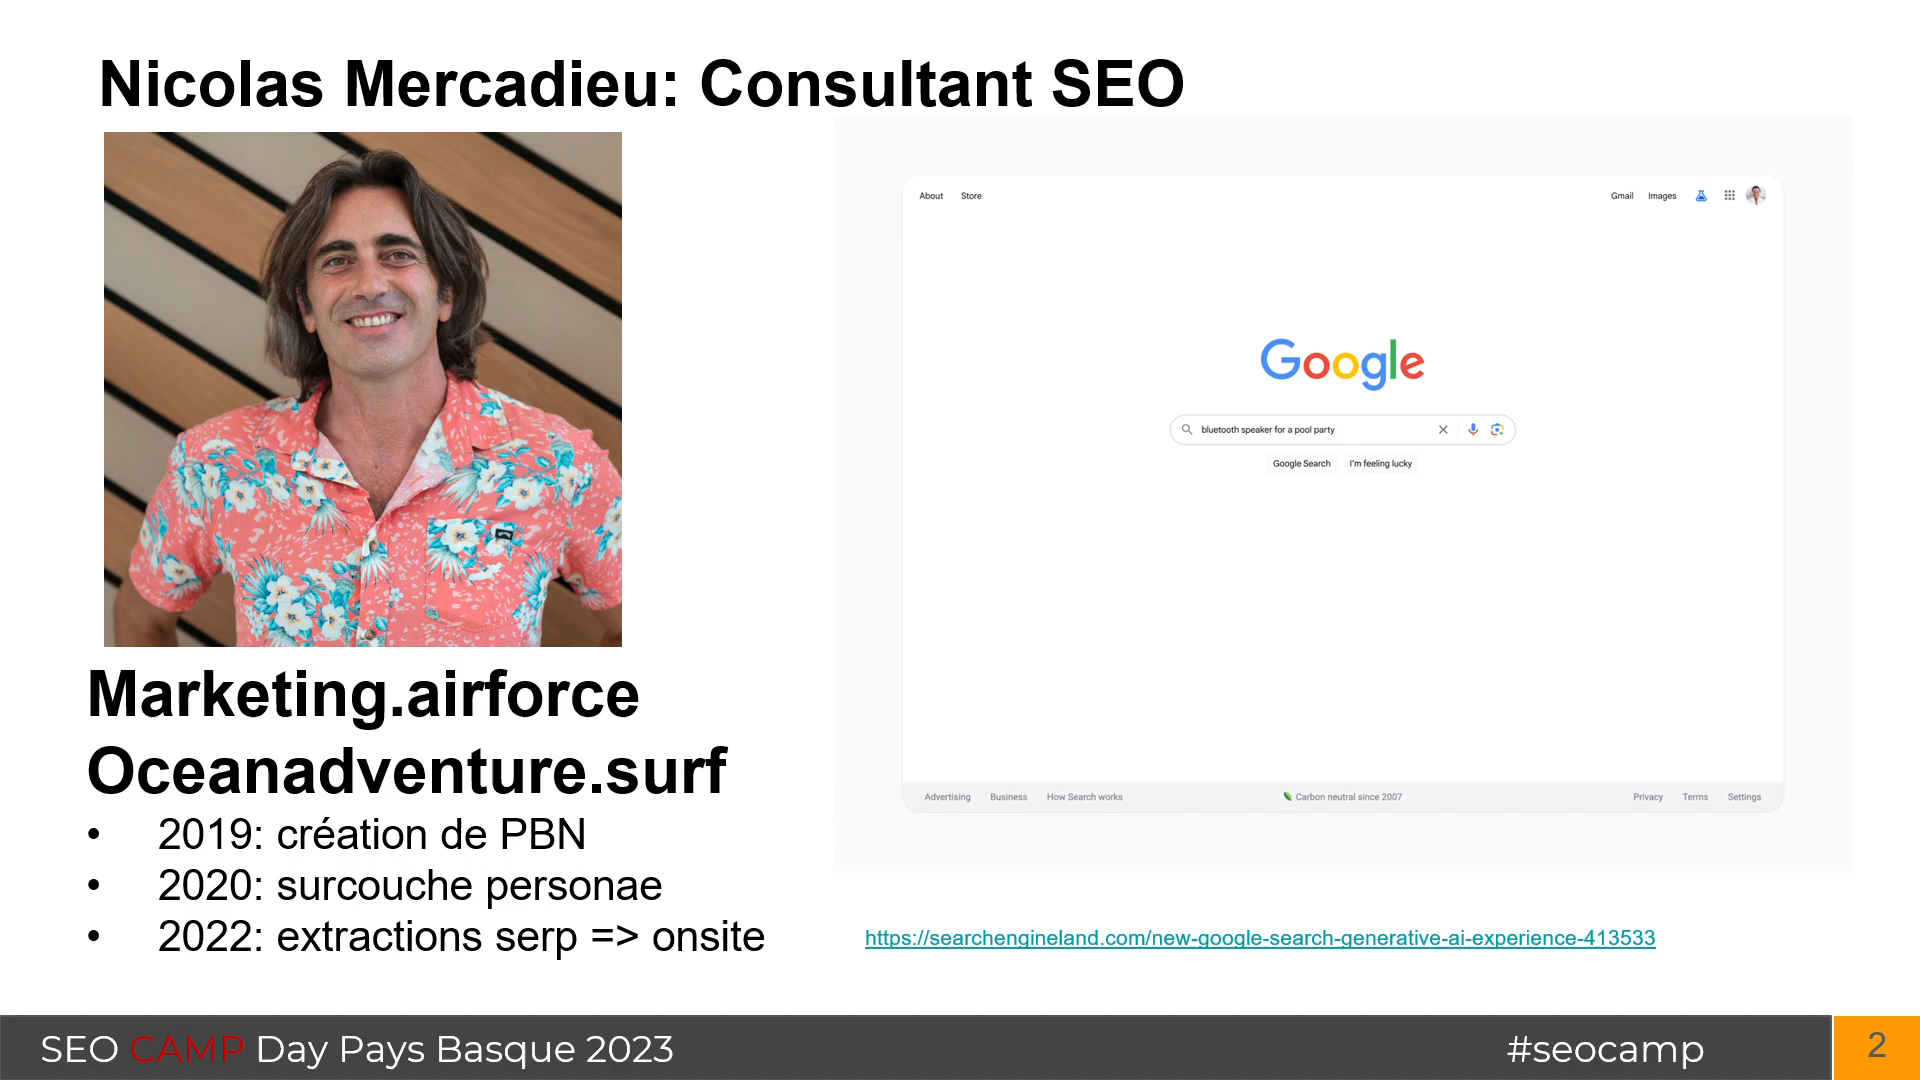 Nicolas Mercadieu: Consultant SEO
About Store
Gmail Images
Google
bluetooth speaker for a pool party
Google Search I'm feeling lucky
Advertising Business How Search works
Carbon neutral since 2007
Privacy Terms Settings
Marketing.airforce
Oceanadventure.surf
• 2019: création de PBN
• 2020: surcouche personae
• 2022: extractions serp => onsite
https://searchengineland.com/new-google-search-generative-ai-experience-413533
SEO CAMP Day Pays Basque 2023
#seocamp
2